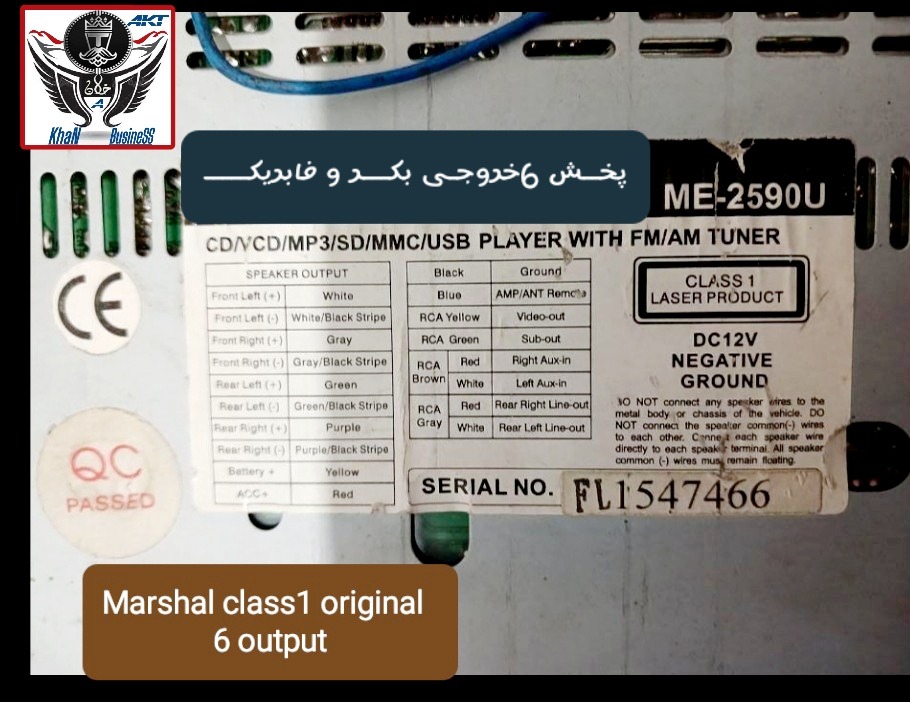 AKT
خان
A
KhaN BusineSS
پخش 6خروجی بکر و فابریک
ME-2590U
CD/VCD/MP3/SD/MMC/USB PLAYER WITH FM/AM TUNER
SPEAKER OUTPUT
Front Left (+) White
Front Left (-) White/Black Stripe
Front Right (+) Gray
Front Right (-) Gray/Black Stripe
Rear Left (+) Green
Rear Left (-) Green/Black Stripe
Rear Right (+) Purple
Rear Right (-) Purple/Black Stripe
Battery + Yellow
ACC+ Red
Black Ground
Blue AMP/ANT Remote
RCA Yellow Video-out
RCA Green Sub-out
RCA Brown Red Right Aux-in
White Left Aux-in
RCA Gray Red Rear Right Line-out
White Rear Left Line-out
CLASS 1
LASER PRODUCT
DC12V
NEGATIVE
GROUND
DO NOT connect any speaker wires to the
metal body or chassis of the vehicle. DO
NOT connect the speaker common(-) wires
to each other. Connect each speaker wire
directly to each speaker terminal. All speaker
common (-) wires must remain floating.
SERIAL NO. FL1547466
CE
QC
PASSED
Marshal class1 original
6 output